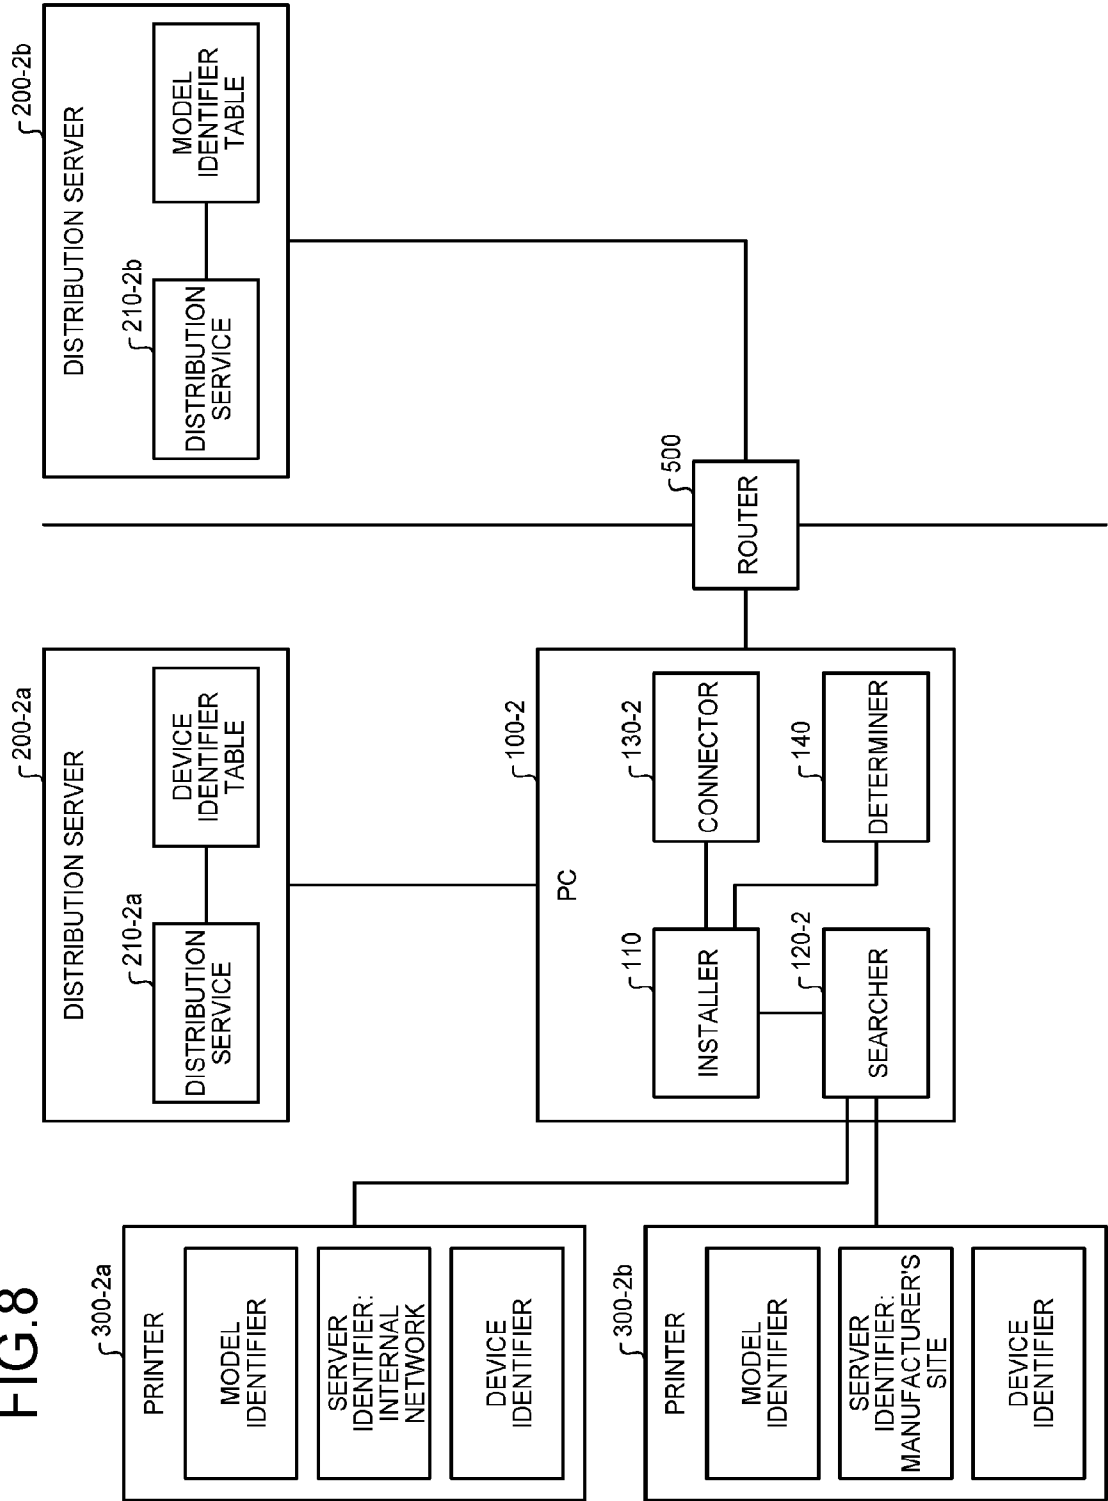 FIG.8
300-2a
PRINTER
MODEL
IDENTIFIER
SERVER
IDENTIFIER:
INTERNAL
NETWORK
DEVICE
IDENTIFIER
300-2b
PRINTER
MODEL
IDENTIFIER
SERVER
IDENTIFIER:
MANUFACTURER'S
SITE
DEVICE
IDENTIFIER
200-2a
DISTRIBUTION SERVER
210-2a
DISTRIBUTION
SERVICE
DEVICE
IDENTIFIER
TABLE
100-2
PC
110
INSTALLER
130-2
CONNECTOR
120-2
SEARCHER
140
DETERMINER
500
ROUTER
200-2b
DISTRIBUTION SERVER
210-2b
DISTRIBUTION
SERVICE
MODEL
IDENTIFIER
TABLE